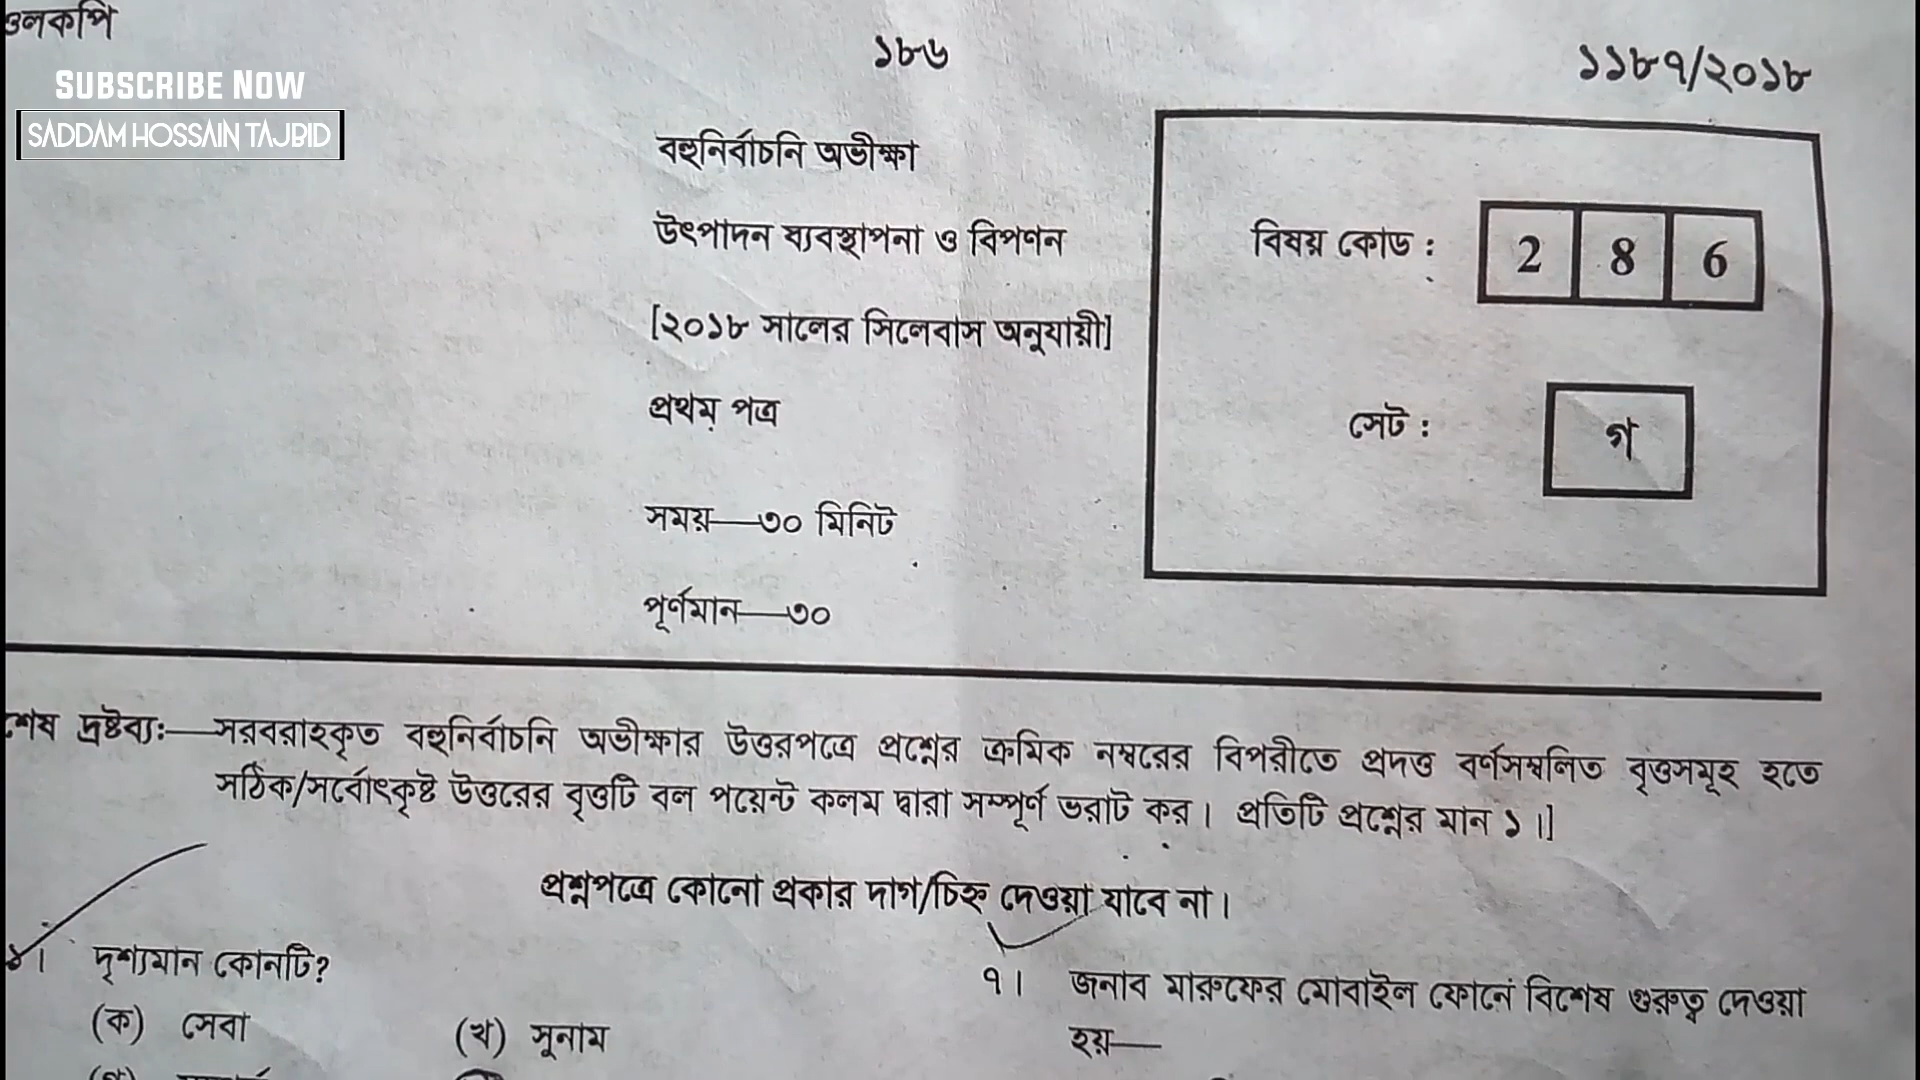 ১৮৬
১১৮৭/২০১৮
SUBSCRIBE NOW
SADDAM HOSSAIN TAJBID
বহুনির্বাচনি অভীক্ষা
উৎপাদন ব্যবস্থাপনা ও বিপণন
[২০১৮ সালের সিলেবাস অনুযায়ী]
প্রথম পত্র
সময়—৩০ মিনিট
পূর্ণমান—৩০
বিষয় কোড : 2 8 6
সেট : গ
দ্রষ্টব্য:—সরবরাহকৃত বহুনির্বাচনি অভীক্ষার উত্তরপত্রে প্রশ্নের ক্রমিক নম্বরের বিপরীতে প্রদত্ত বর্ণসম্বলিত বৃত্তসমূহ হতে
সঠিক/সর্বোৎকৃষ্ট উত্তরের বৃত্তটি বল পয়েন্ট কলম দ্বারা সম্পূর্ণ ভরাট কর। প্রতিটি প্রশ্নের মান ১।]
প্রশ্নপত্রে কোনো প্রকার দাগ/চিহ্ন দেওয়া যাবে না।
দৃশ্যমান কোনটি?
(ক) সেবা (খ) সুনাম
৭। জনাব মারুফের মোবাইল ফোনে বিশেষ গুরুত্ব দেওয়া
হয়—